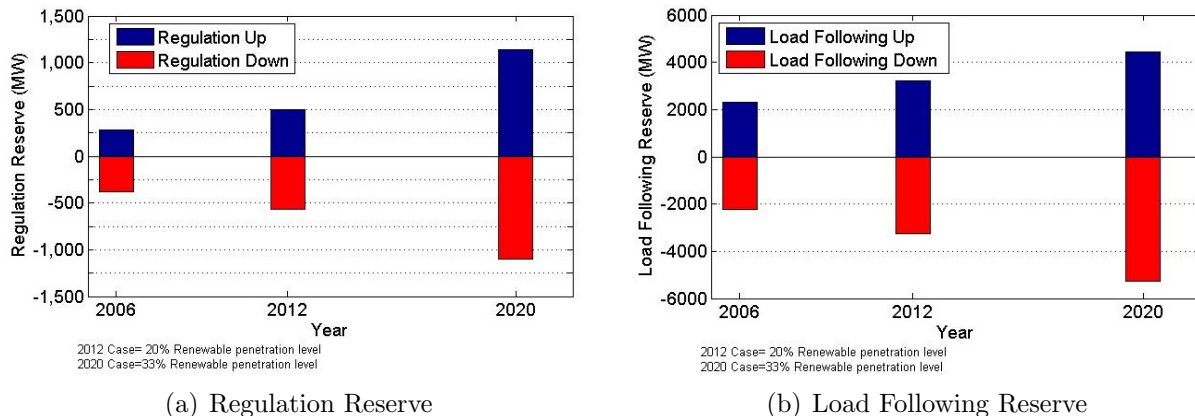 1,500
1,000
500
0
-500
-1,000
-1,500
Regulation Reserve (MW)
Regulation Up
Regulation Down
2006 2012 2020
Year
2012 Case= 20% Renewable penetration level
2020 Case=33% Renewable penetration level
(a) Regulation Reserve
6000
4000
2000
0
-2000
-4000
-6000
Load Following Reserve (MW)
Load Following Up
Load Following Down
2006 2012 2020
Year
2012 Case= 20% Renewable penetration level
2020 Case=33% Renewable penetration level
(b) Load Following Reserve